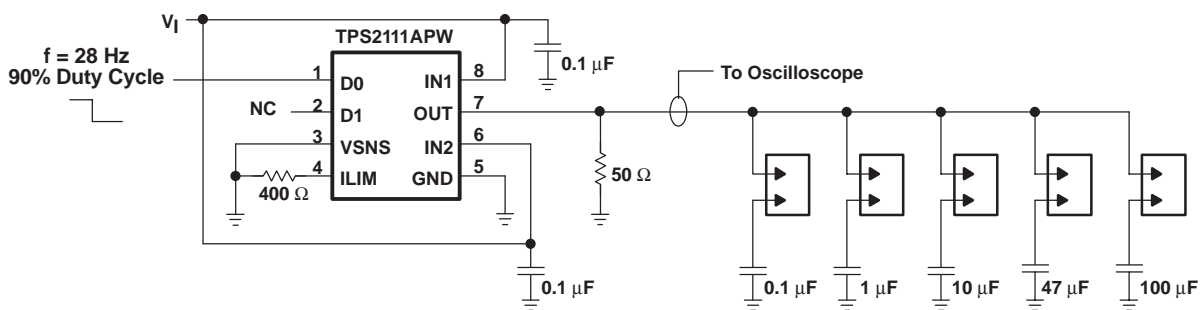 VI
TPS2111APW
f = 28 Hz
90% Duty Cycle
0.1 µF
To Oscilloscope
1 D0 IN1 8
NC 2 D1 OUT 7
3 VSNS IN2 6
4 ILIM GND 5
400 Ω
50 Ω
0.1 µF
0.1 µF
1 µF
10 µF
47 µF
100 µF